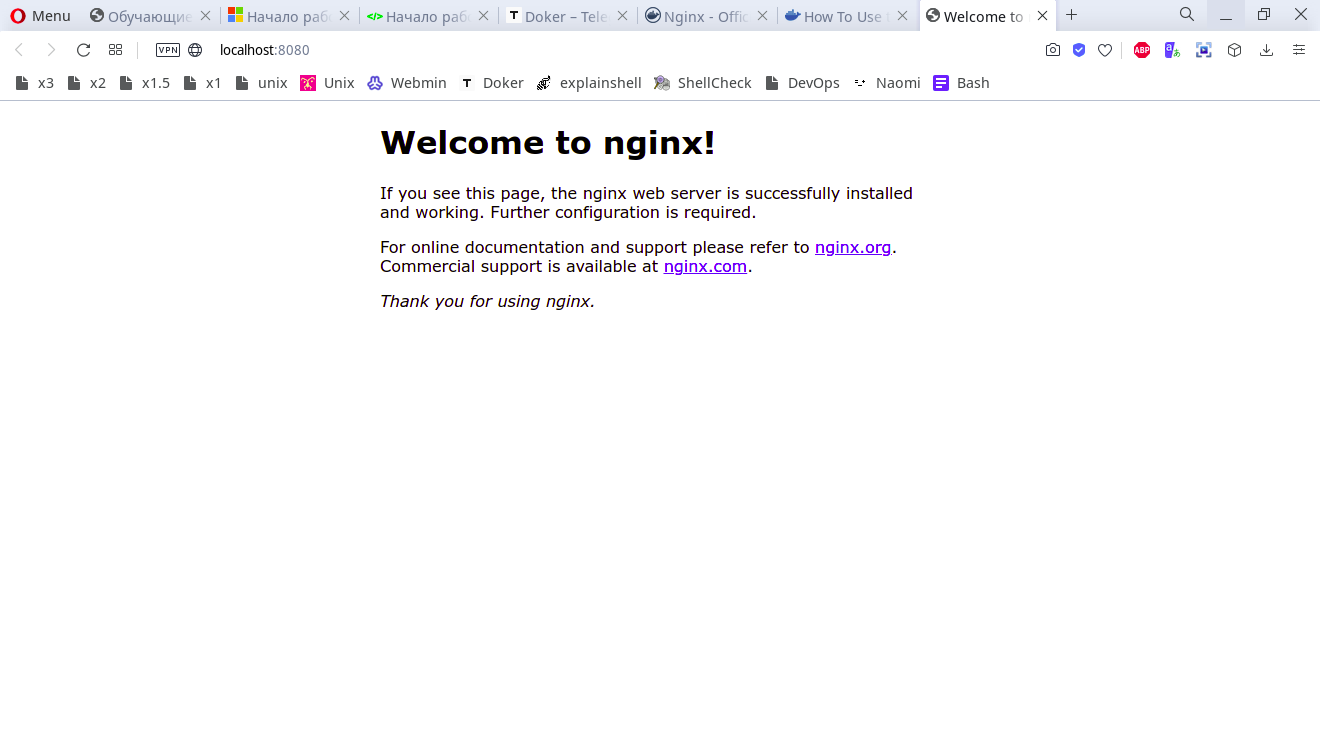 Menu
Обучающие
Начало раб
Начало раб
Doker – Tele
Nginx - Offic
How To Use
Welcome to
VPN
localhost:8080
ABP
x3
x2
x1.5
x1
unix
Unix
Webmin
Doker
explainshell
ShellCheck
DevOps
Naomi
Bash
Welcome to nginx!
If you see this page, the nginx web server is successfully installed
and working. Further configuration is required.
For online documentation and support please refer to nginx.org.
Commercial support is available at nginx.com.
Thank you for using nginx.